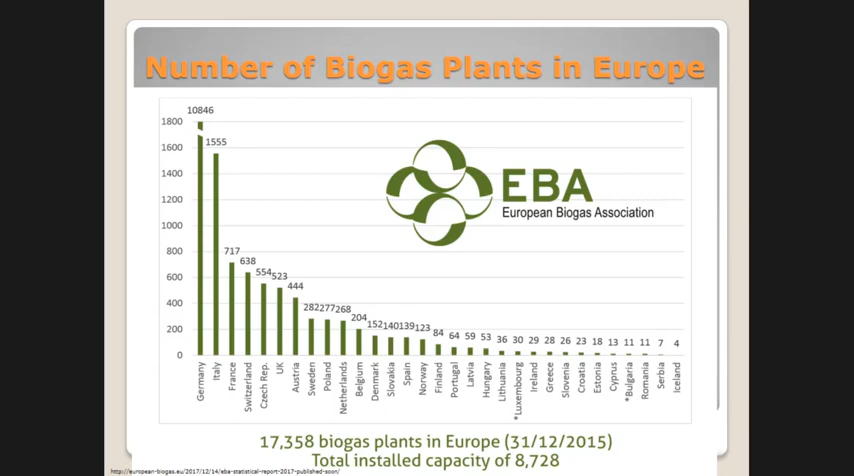 Number of Biogas Plants in Europe
10846
1800
1555
1600
1400
1200
1000
800
717
638
600
554
523
444
400
282 277 268
204
200
152 140 139 123 84 64 59 53 36 30 29 28 26 23 18 13 11 11 7 4
0
EBA
European Biogas Association
Germany
Italy
France
Switzerland
Czech Rep.
UK
Austria
Sweden
Poland
Netherlands
Belgium
Denmark
Slovakia
Spain
Norway
Finland
Portugal
Latvia
Hungary
Lithuania
*Luxembourg
Ireland
Greece
Slovenia
Croatia
Estonia
Cyprus
*Bulgaria
Romania
Serbia
Iceland
17,358 biogas plants in Europe (31/12/2015)
Total installed capacity of 8,728
http://european-biogas.eu/2017/12/14/eba-statistical-report-2017-published-soon/